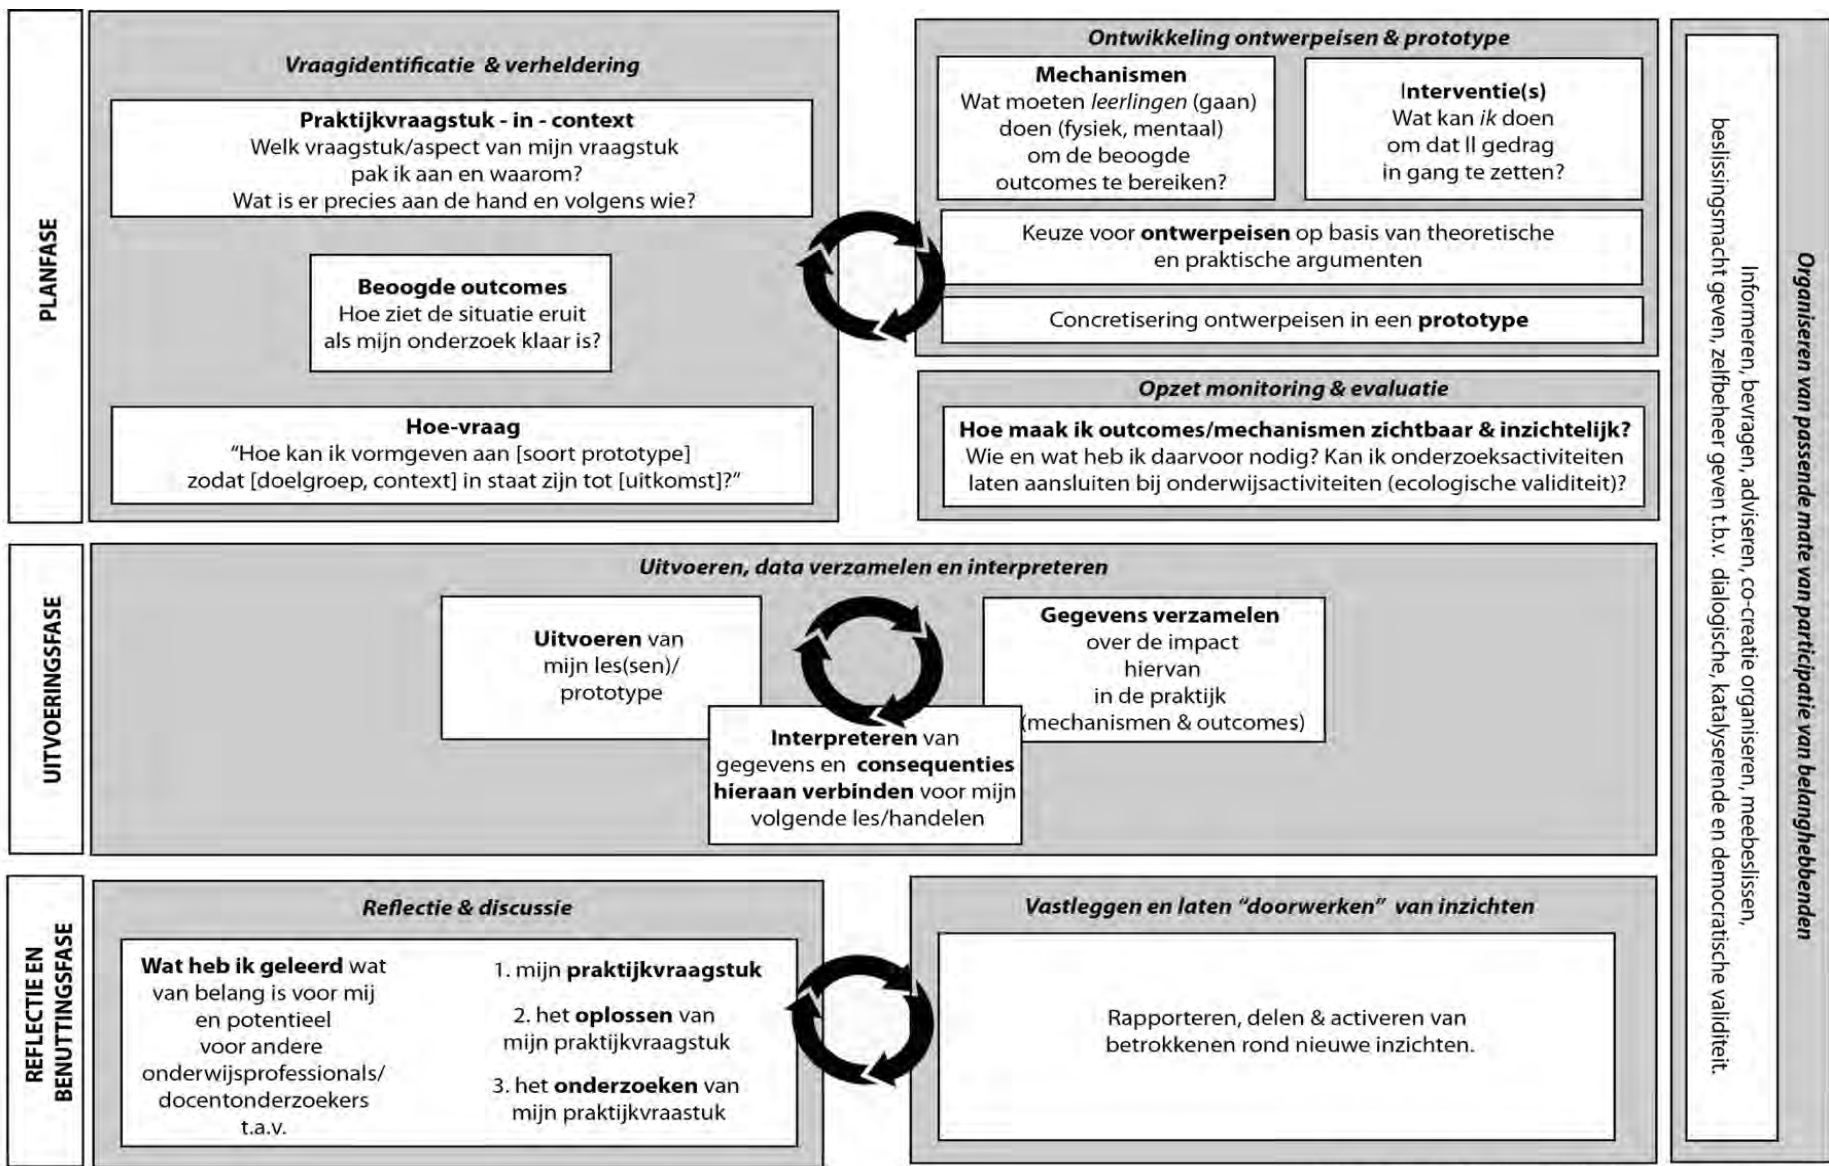 PLANFASE
Vraagidentificatie & verheldering
Praktijkvraagstuk - in - context
Welk vraagstuk/aspect van mijn vraagstuk
pak ik aan en waarom?
Wat is er precies aan de hand en volgens wie?
Beoogde outcomes
Hoe ziet de situatie eruit
als mijn onderzoek klaar is?
Hoe-vraag
“Hoe kan ik vormgeven aan [soort prototype]
zodat [doelgroep, context] in staat zijn tot [uitkomst]?”
Ontwikkeling ontwerpeisen & prototype
Mechanismen
Wat moeten leerlingen (gaan)
doen (fysiek, mentaal)
om de beoogde
outcomes te bereiken?
Interventie(s)
Wat kan ik doen
om dat ll gedrag
in gang te zetten?
Keuze voor ontwerpeisen op basis van theoretische
en praktische argumenten
Concretisering ontwerpeisen in een prototype
Opzet monitoring & evaluatie
Hoe maak ik outcomes/mechanismen zichtbaar & inzichtelijk?
Wie en wat heb ik daarvoor nodig? Kan ik onderzoeksactiviteiten
laten aansluiten bij onderwijsactiviteiten (ecologische validiteit)?
UITVOERINGSFASE
Uitvoeren, data verzamelen en interpreteren
Uitvoeren van
mijn les(sen)/
prototype
Gegevens verzamelen
over de impact
hiervan
in de praktijk
(mechanismen & outcomes)
Interpreteren van
gegevens en consequenties
hieraan verbinden voor mijn
volgende les/handelen
REFLECTIE EN
BENUTTINGSFASE
Reflectie & discussie
Wat heb ik geleerd wat
van belang is voor mij
en potentieel
voor andere
onderwijsprofessionals/
docentonderzoekers
t.a.v.
1. mijn praktijkvraagstuk
2. het oplossen van
mijn praktijkvraagstuk
3. het onderzoeken van
mijn praktijkvraastuk
Vastleggen en laten “doorwerken” van inzichten
Rapporteren, delen & activeren van
betrokkenen rond nieuwe inzichten.
Organiseren van passende mate van participatie van belanghebbenden
Informeren, bevragen, adviseren, co-creatie organiseren, meebeslissen,
beslissingsmacht geven, zelfbeheer geven t.b.v. dialogische, katalyserende en democratische validiteit.